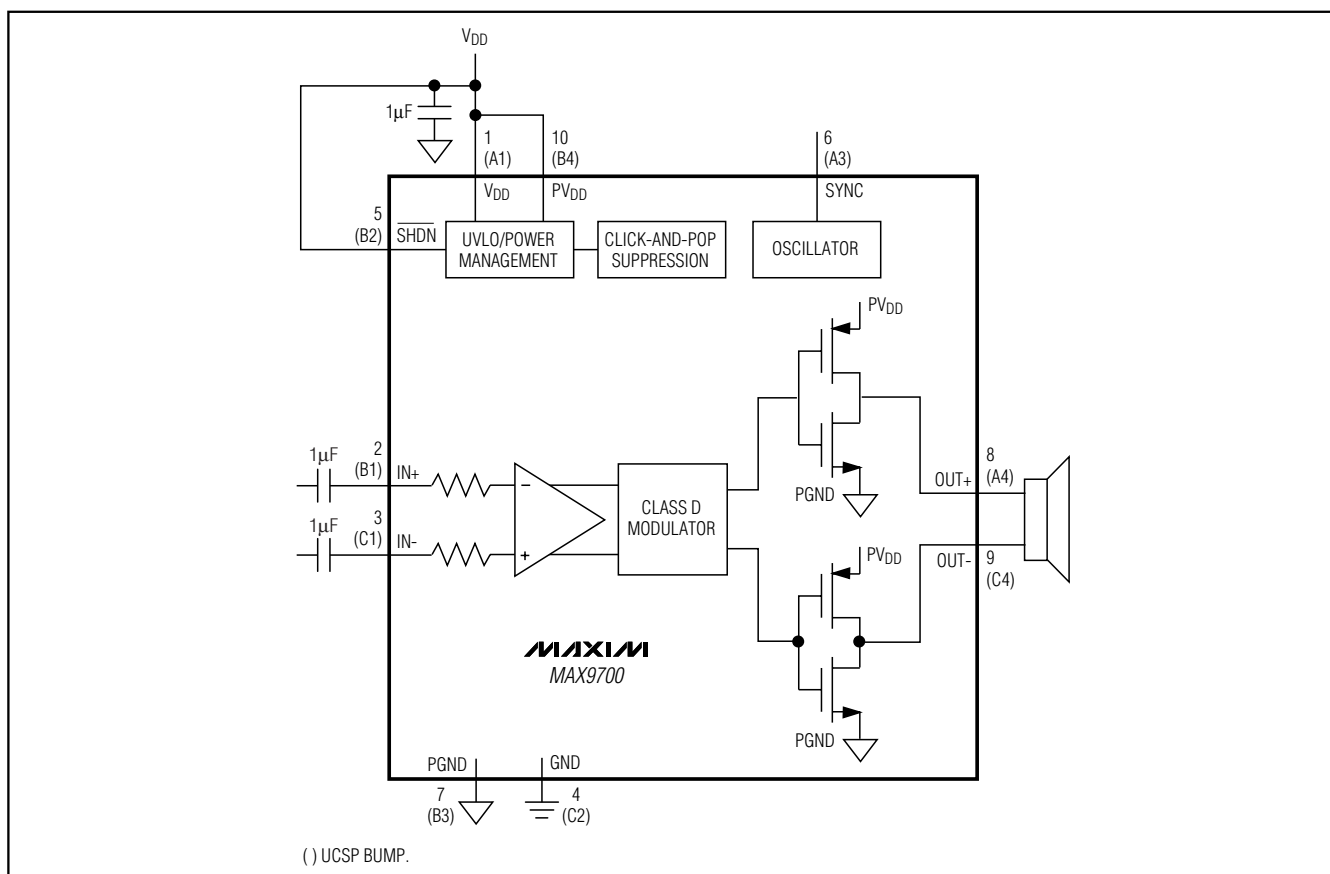 VDD
1µF
1
(A1)
10
(B4)
6
(A3)
VDD
PVDD
SYNC
5
(B2)
SHDN
UVLO/POWER
MANAGEMENT
CLICK-AND-POP
SUPPRESSION
OSCILLATOR
PVDD
1µF
2
(B1)
IN+
−
CLASS D
MODULATOR
PGND
OUT+
8
(A4)
1µF
3
(C1)
IN-
+
PVDD
OUT-
9
(C4)
MAXIM
MAX9700
PGND
PGND
GND
7
(B3)
4
(C2)
( ) UCSP BUMP.